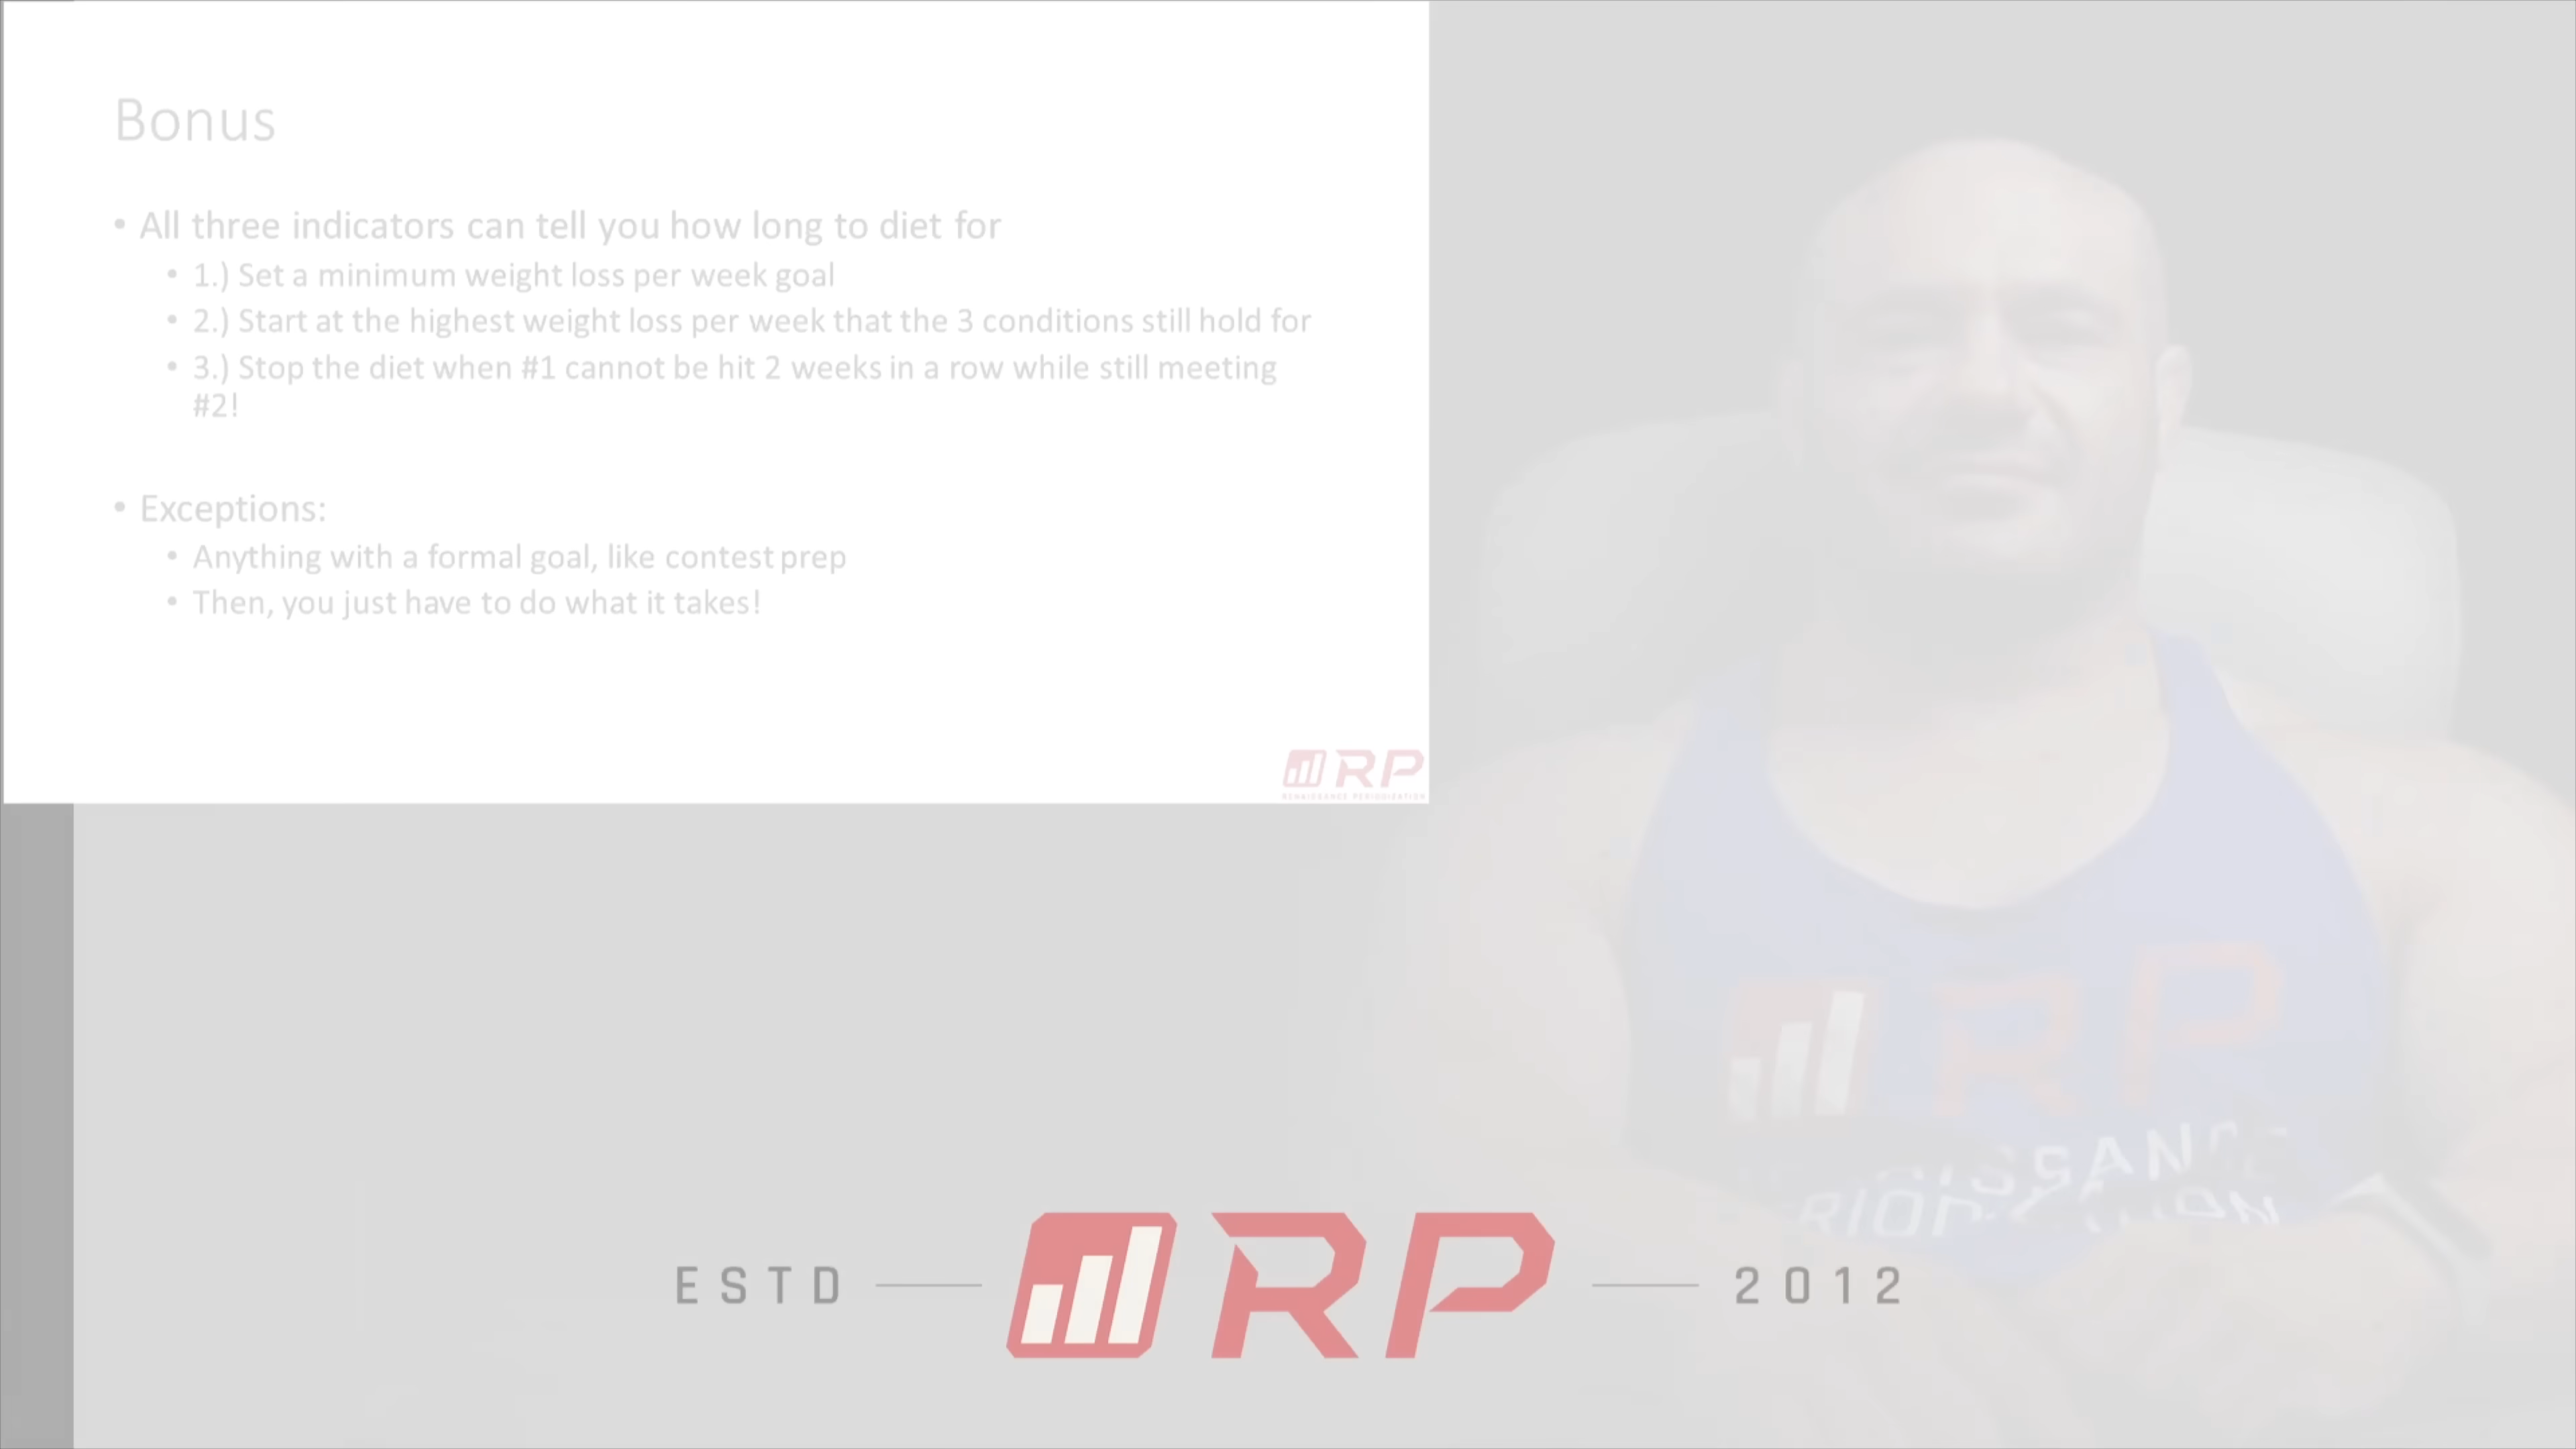 Bonus
• All three indicators can tell you how long to diet for
• 1.) Set a minimum weight loss per week goal
• 2.) Start at the highest weight loss per week that the 3 conditions still hold for
• 3.) Stop the diet when #1 cannot be hit 2 weeks in a row while still meeting
#2!
• Exceptions:
• Anything with a formal goal, like contest prep
• Then, you just have to do what it takes!
RP
RENAISSANCE PERIODIZATION
RP
ESTD RP 2012